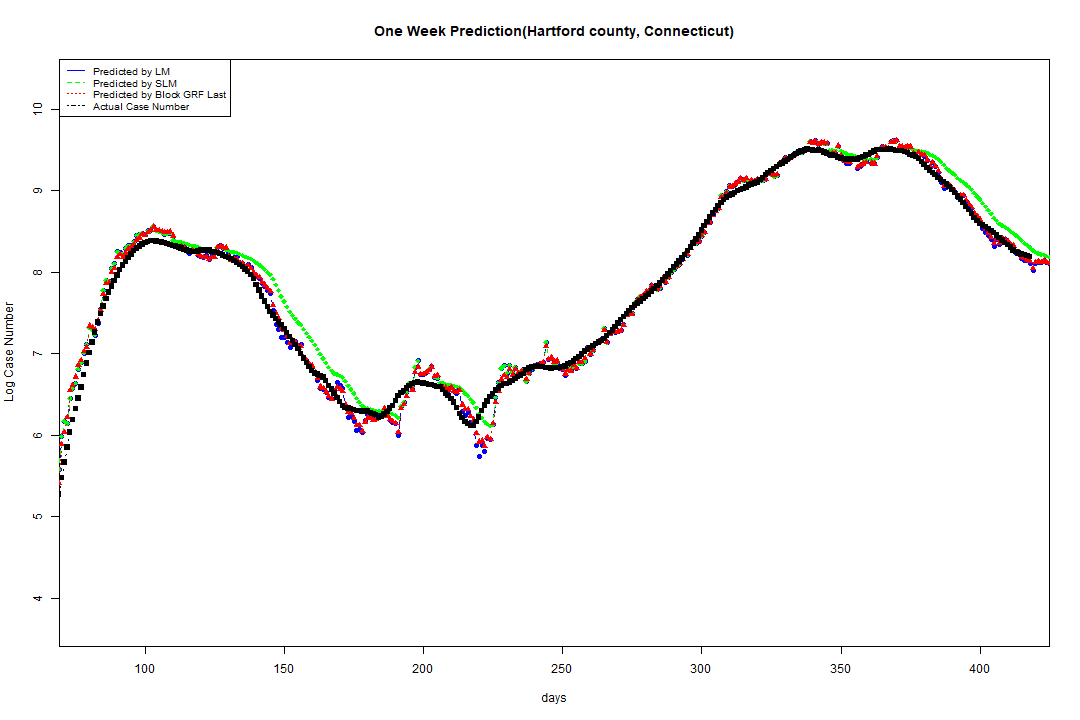 One Week Prediction(Hartford county, Connecticut)
Predicted by LM
Predicted by SLM
Predicted by Block GRF Last
Actual Case Number
10
9
8
7
6
5
4
Log Case Number
100 150 200 250 300 350 400
days